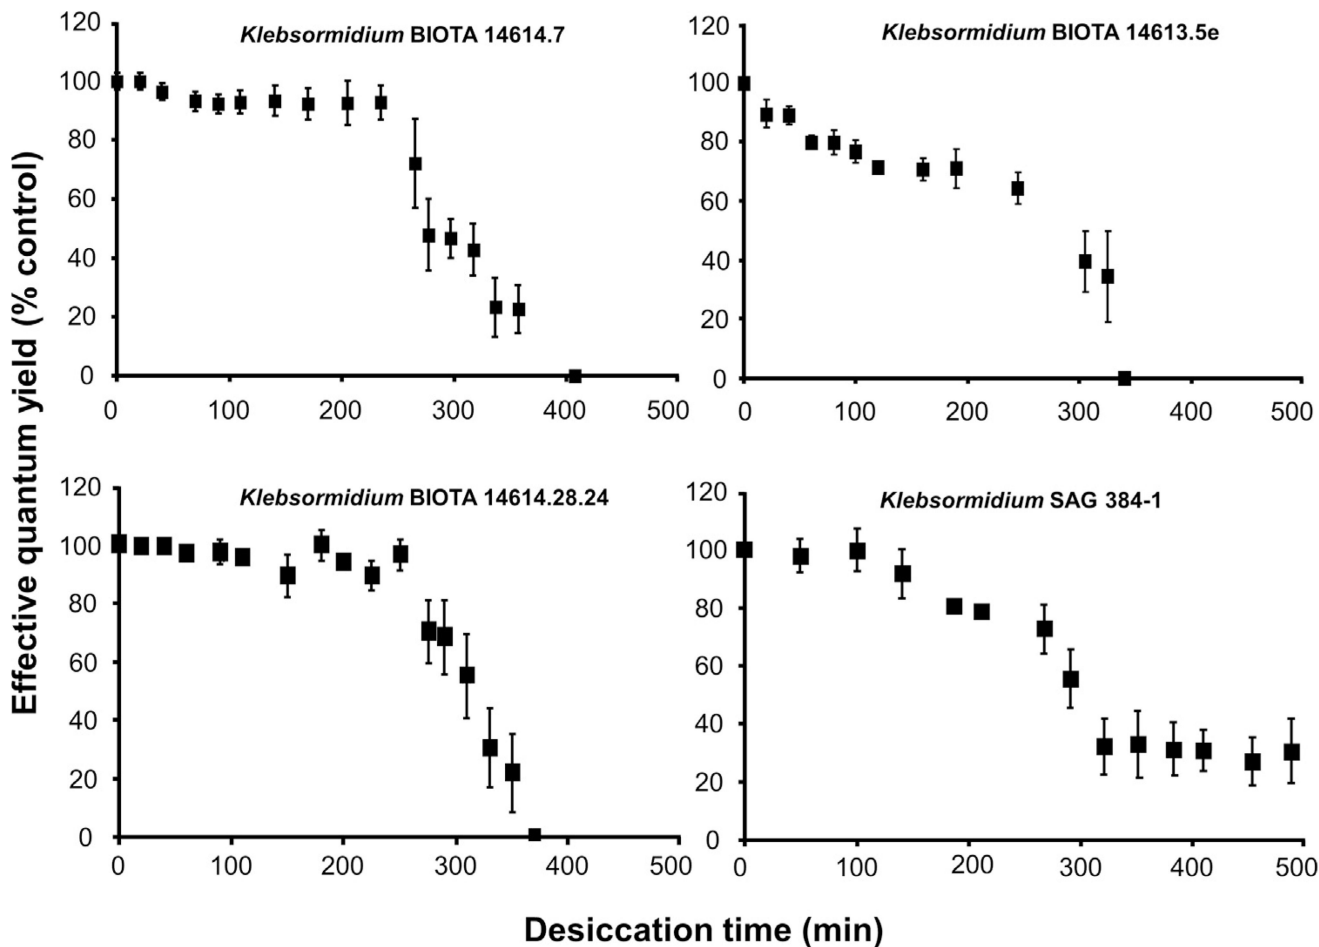 Effective quantum yield (% control)
Klebsormidium BIOTA 14614.7
120
100
80
60
40
20
0
0 100 200 300 400 500
Klebsormidium BIOTA 14613.5e
120
100
80
60
40
20
0
0 100 200 300 400 500
Klebsormidium BIOTA 14614.28.24
120
100
80
60
40
20
0
0 100 200 300 400 500
Klebsormidium SAG 384-1
120
100
80
60
40
20
0
0 100 200 300 400 500
Desiccation time (min)